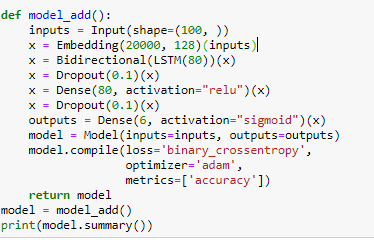 def model_add():
    inputs = Input(shape=(100, ))
    x = Embedding(20000, 128)(inputs)
    x = Bidirectional(LSTM(80))(x)
    x = Dropout(0.1)(x)
    x = Dense(80, activation="relu")(x)
    x = Dropout(0.1)(x)
    outputs = Dense(6, activation="sigmoid")(x)
    model = Model(inputs=inputs, outputs=outputs)
    model.compile(loss='binary_crossentropy',
                  optimizer='adam',
                  metrics=['accuracy'])
    return model
model = model_add()
print(model.summary())